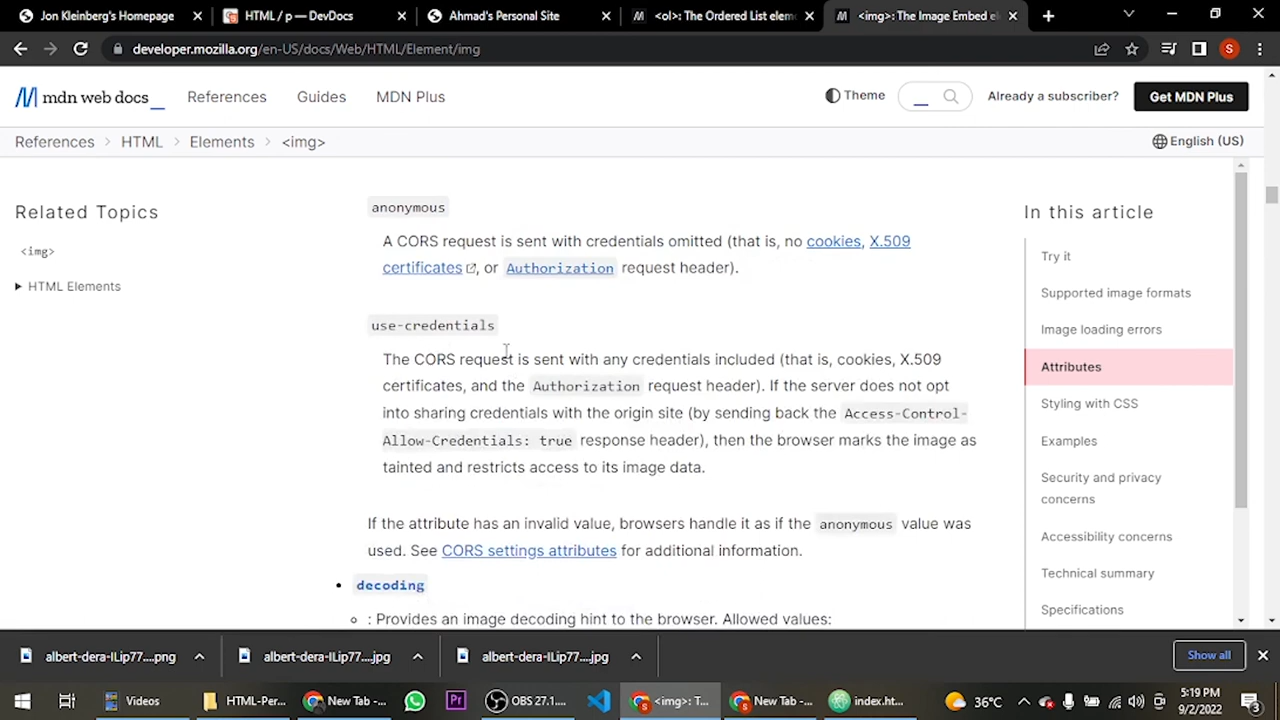 Jon Kleinberg's Homepage
HTML / p — DevDocs
Ahmad's Personal Site
<ol>: The Ordered List elem
<img>: The Image Embed el
developer.mozilla.org/en-US/docs/Web/HTML/Element/img
S
mdn web docs_
References
Guides
MDN Plus
Theme
Already a subscriber?
Get MDN Plus
References > HTML > Elements > <img>
English (US)
Related Topics
<img>
HTML Elements
anonymous
A CORS request is sent with credentials omitted (that is, no cookies, X.509
certificates, or Authorization request header).
use-credentials
The CORS request is sent with any credentials included (that is, cookies, X.509
certificates, and the Authorization request header). If the server does not opt
into sharing credentials with the origin site (by sending back the Access-Control-
Allow-Credentials: true response header), then the browser marks the image as
tainted and restricts access to its image data.
If the attribute has an invalid value, browsers handle it as if the anonymous value was
used. See CORS settings attributes for additional information.
• decoding
◦ : Provides an image decoding hint to the browser. Allowed values:
In this article
Try it
Supported image formats
Image loading errors
Attributes
Styling with CSS
Examples
Security and privacy
concerns
Accessibility concerns
Technical summary
Specifications
albert-dera-ILip77....png
albert-dera-ILip77....jpg
albert-dera-ILip77....jpg
Show all
Videos
HTML-Per...
New Tab -...
Pr
OBS 27.1....
<img>: T...
New Tab -...
index.ht...
36°C
5:19 PM
9/2/2022
3